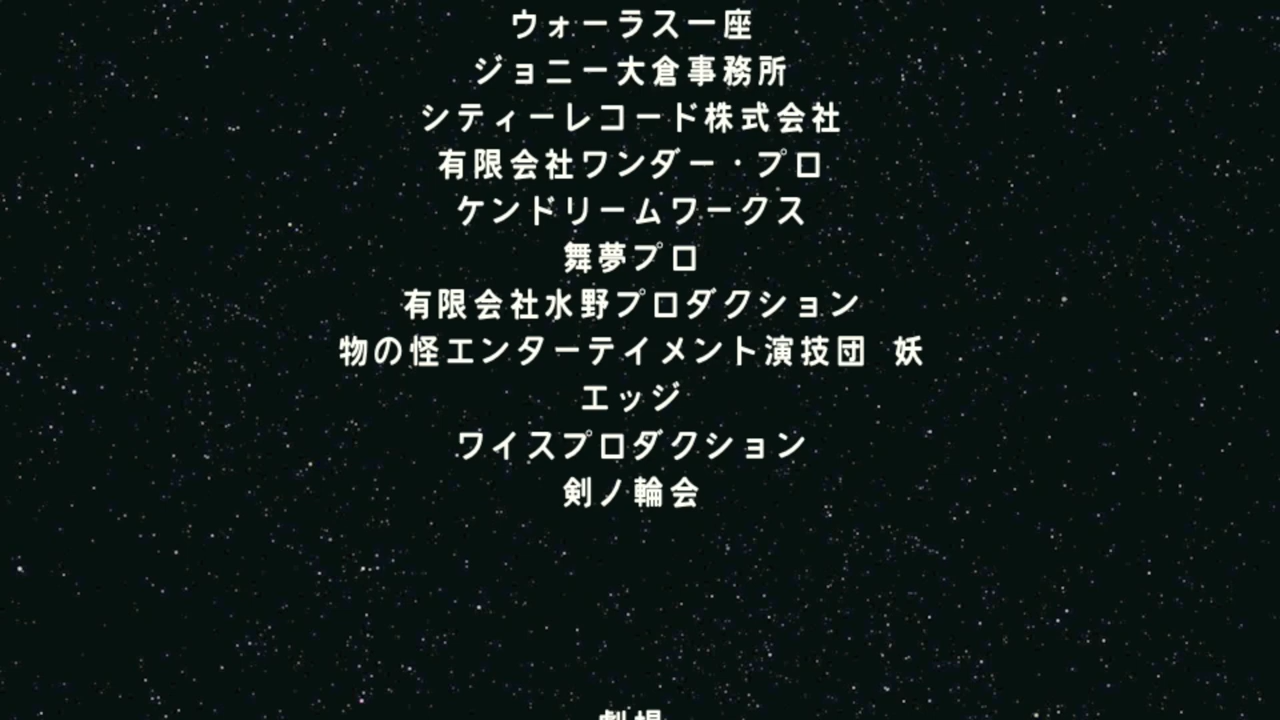 ウォーラス一座
ジョニー大倉事務所
シティーレコード株式会社
有限会社ワンダー・プロ
ケンドリームワークス
舞夢プロ
有限会社水野プロダクション
物の怪エンターテイメント演技団 妖
エッジ
ワイスプロダクション
剣ノ輪会
劇場